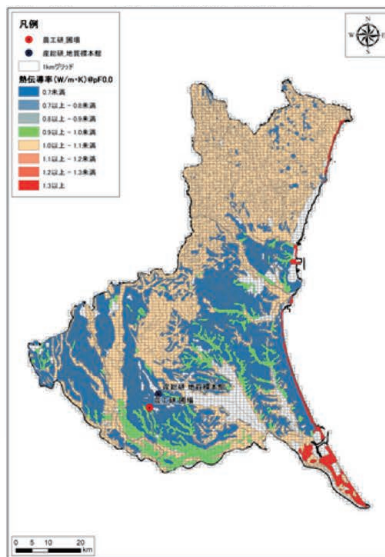 凡例
農工研_圃場
産総研_地質標本館
1kmグリッド
熱伝導率(W/m・K)@pF0.0
0.7未満
0.7以上－0.8未満
0.8以上－0.9未満
0.9以上－1.0未満
1.0以上－1.1未満
1.1以上－1.2未満
1.2以上－1.3未満
1.3以上
N
産総研_地質標本館
農工研_圃場
0 5 10 20
km